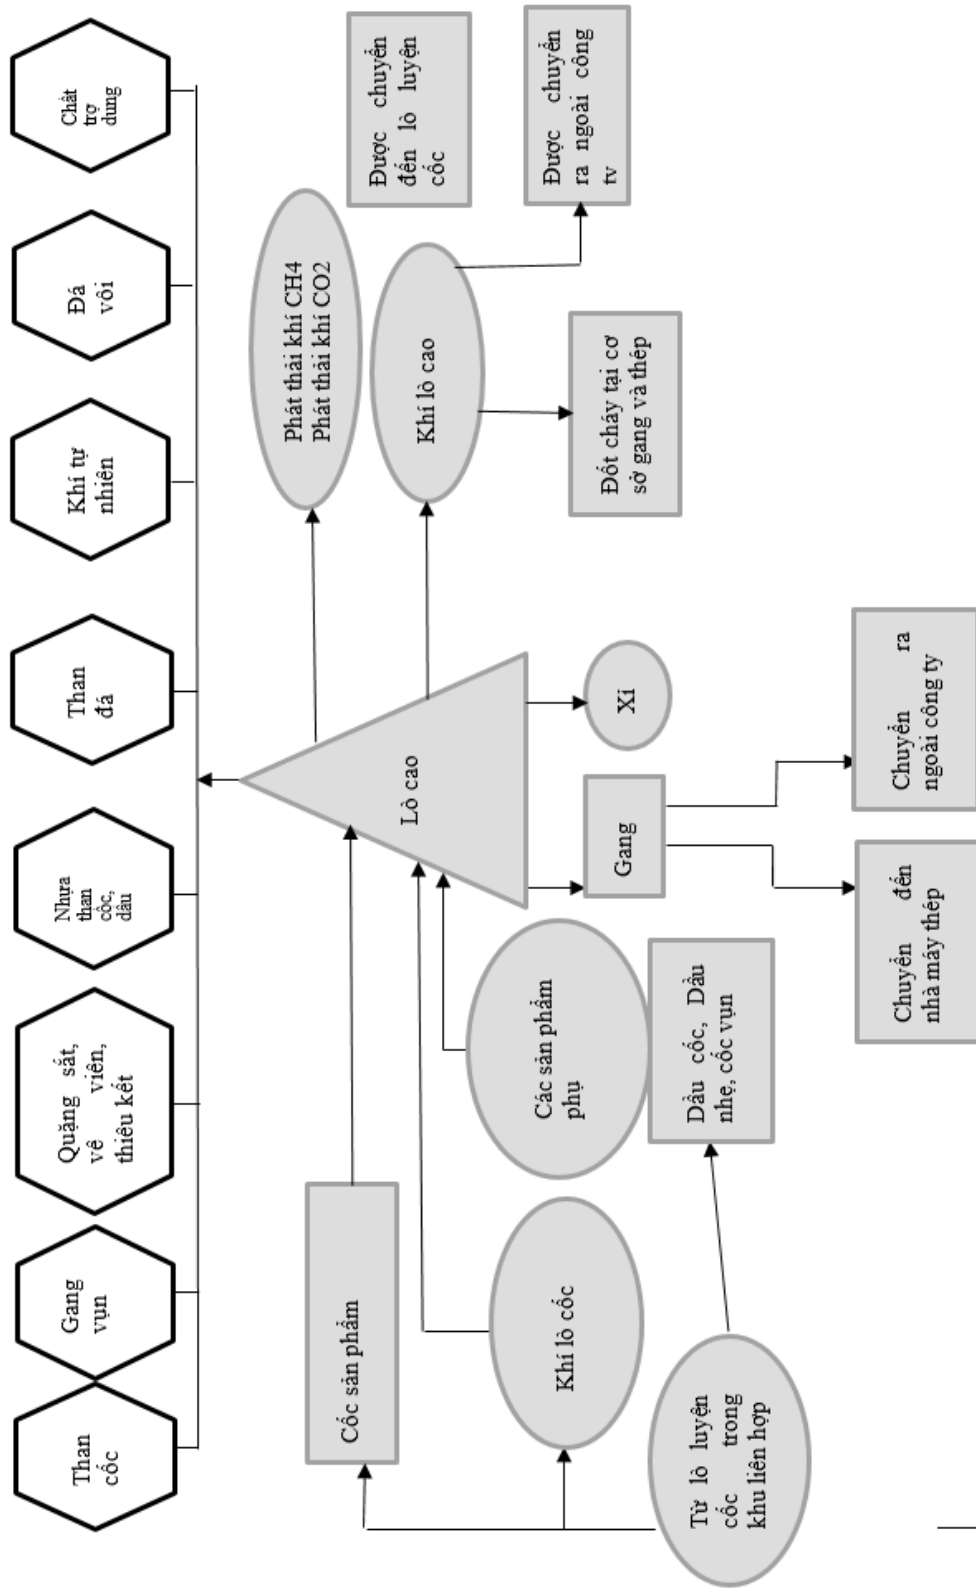 Than
cốc
Gang
vụn
Quặng sắt,
vê viên,
thiêu kết
Nhựa
than
cốc,
dầu
Than
đá
Khí tự
nhiên
Đá
vôi
Chất
trợ
dung
Cốc sản phẩm
Khí lò cốc
Từ lò luyện
cốc trong
khu liên hợp
Các sản phẩm
phụ
Dầu cốc, Dầu
nhẹ, cốc vụn
Lò cao
Gang
Xỉ
Chuyển đến
nhà máy thép
Chuyển ra
ngoài công ty
Phát thải khí CH4
Phát thải khí CO2
Khí lò cao
Đốt cháy tại cơ
sở gang và thép
Được chuyển
đến lò luyện
cốc
Được chuyển
ra ngoài công
ty